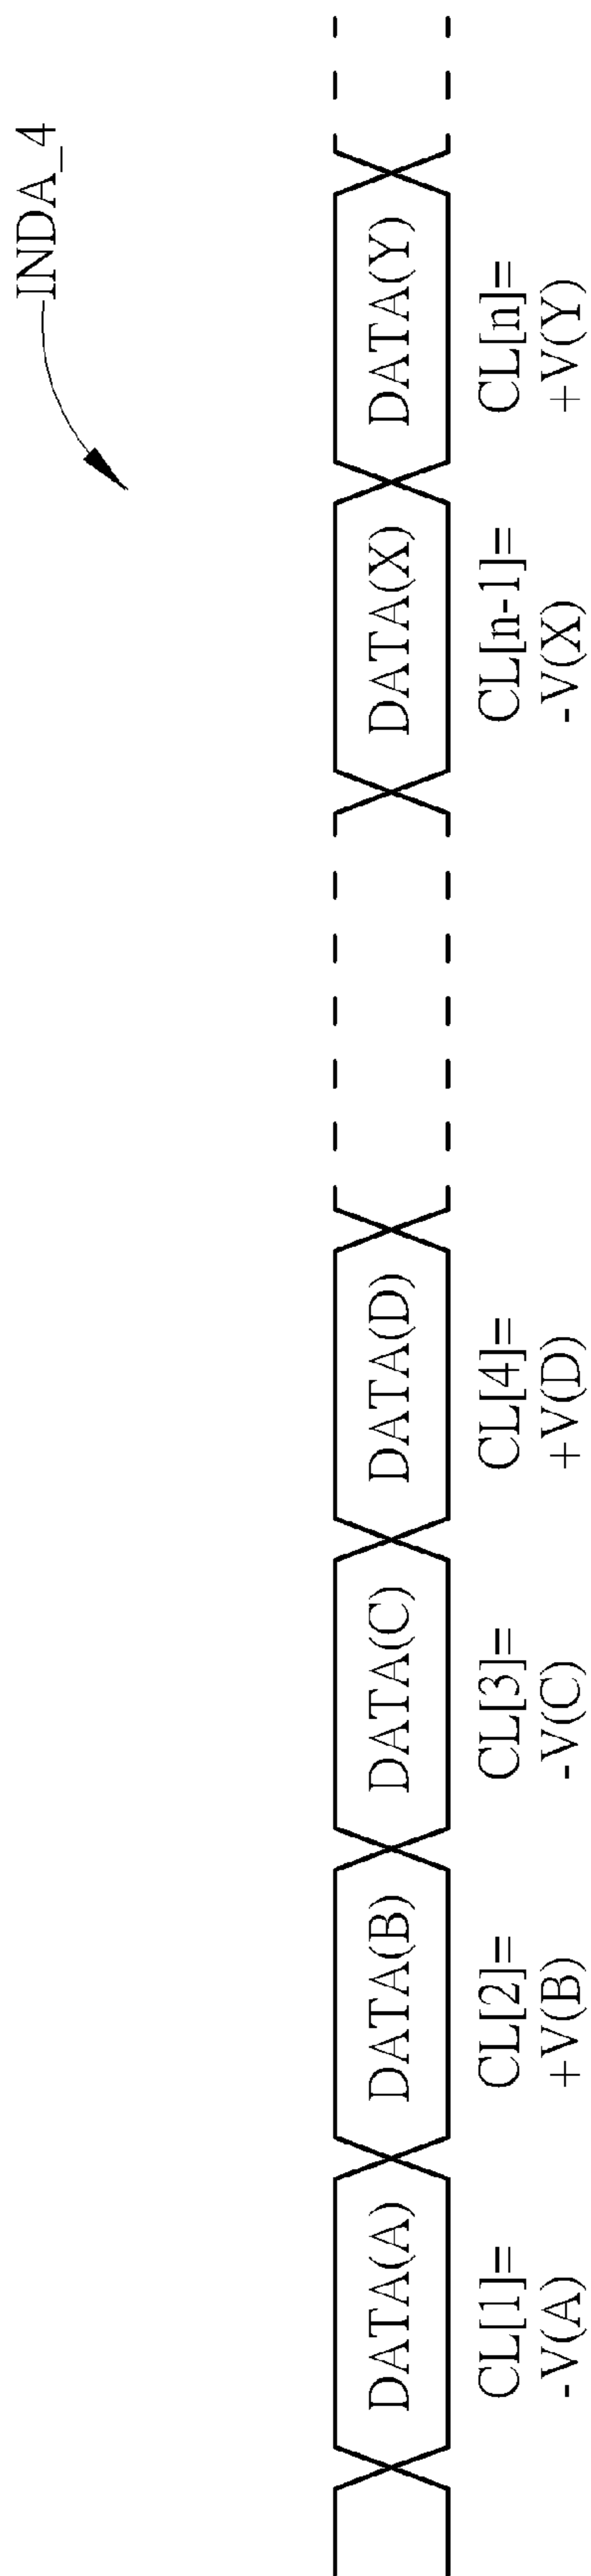 INDA_4
DATA(A)
DATA(B)
DATA(C)
DATA(D)
DATA(X)
DATA(Y)
CL[1]=
-V(A)
CL[2]=
+V(B)
CL[3]=
-V(C)
CL[4]=
+V(D)
CL[n-1]=
-V(X)
CL[n]=
+V(Y)